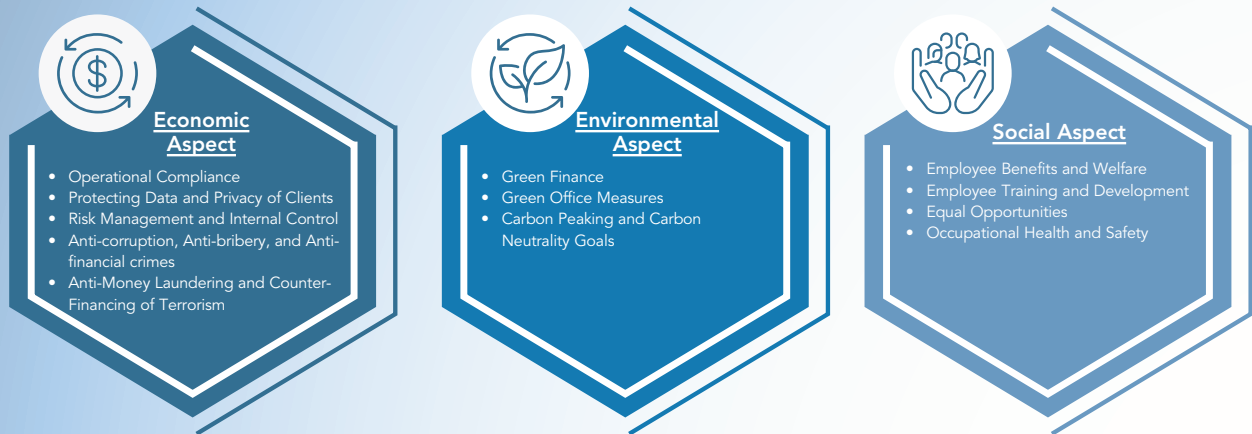 Economic
Aspect
• Operational Compliance
• Protecting Data and Privacy of Clients
• Risk Management and Internal Control
• Anti-corruption, Anti-bribery, and Anti-
financial crimes
• Anti-Money Laundering and Counter-
Financing of Terrorism
Environmental
Aspect
• Green Finance
• Green Office Measures
• Carbon Peaking and Carbon
Neutrality Goals
Social Aspect
• Employee Benefits and Welfare
• Employee Training and Development
• Equal Opportunities
• Occupational Health and Safety